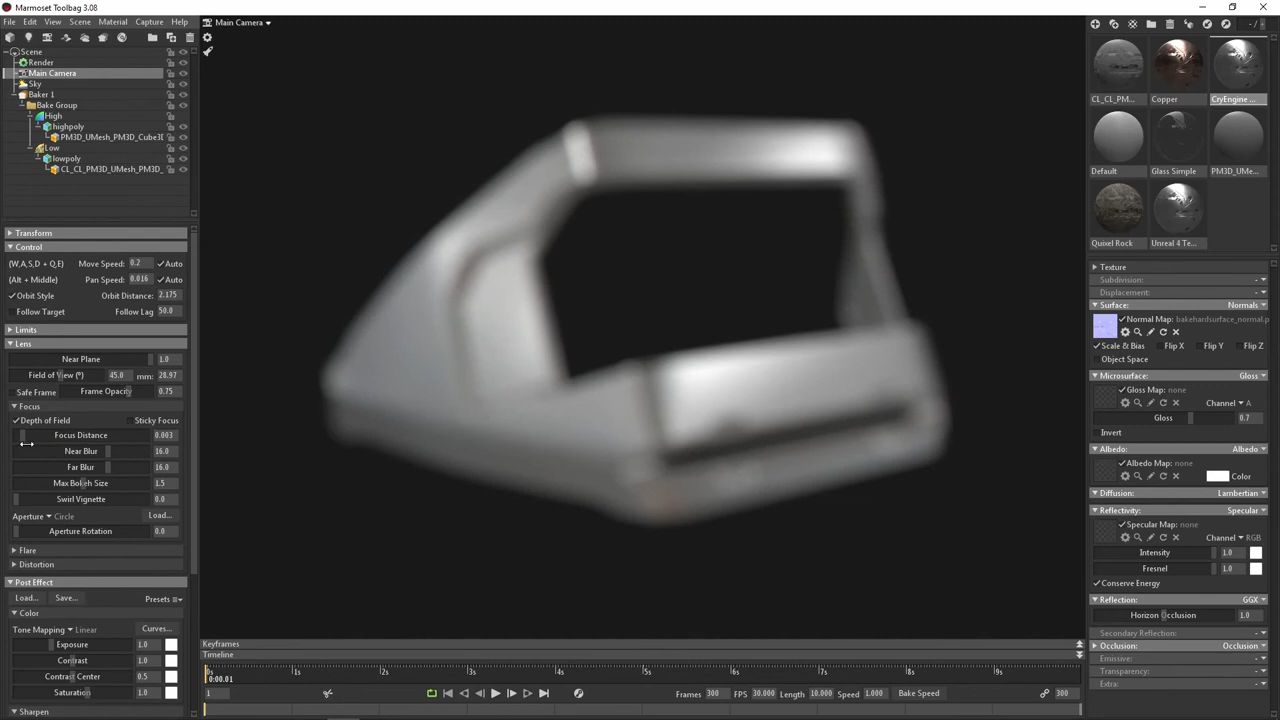 Marmoset Toolbag 3.08
File Edit View Scene Material Capture Help
Main Camera
Scene
Render
Main Camera
Sky
Baker 1
Bake Group
High
highpoly
PM3D_UMesh_PM3D_Cube3D
Low
lowpoly
CL_CL_PM3D_UMesh_PM3D_
Transform
Control
(W,A,S,D + Q,E) Move Speed: 0.2 Auto
(Alt + Middle) Pan Speed: 0.016 Auto
Orbit Style Orbit Distance: 2.175
Follow Target Follow Lag 50.0
Limits
Lens
Near Plane 1.0
Field of View (°) 45.0 mm: 28.97
Safe Frame Frame Opacity 0.75
Focus
Depth of Field Sticky Focus
Focus Distance 0.003
Near Blur 16.0
Far Blur 16.0
Max Bokeh Size 1.5
Swirl Vignette 0.0
Aperture Circle Load...
Aperture Rotation 0.0
Flare
Distortion
Post Effect
Load... Save... Presets
Color
Tone Mapping Linear Curves...
Exposure 1.0
Contrast 1.0
Contrast Center 0.5
Saturation 1.0
Sharpen
Keyframes
Timeline
0s 1s 2s 3s 4s 5s 6s 7s 8s 9s
0:00.01
1 Frames 300 FPS 30.000 Length 10.000 Speed 1.000 Bake Speed 300
- /
CL_CL_PM... Copper CryEngine ...
Default Glass Simple PM3D_UMe...
Quixel Rock Unreal 4 Te...
Texture
Subdivision: -
Displacement: -
Surface: Normals
Normal Map: bakehardsurface_normal.p
Scale & Bias Flip X Flip Y Flip Z
Object Space
Microsurface: Gloss
Gloss Map: none
Channel A
Gloss 0.7
Invert
Albedo: Albedo
Albedo Map: none
Color
Diffusion: Lambertian
Reflectivity: Specular
Specular Map: none
Channel RGB
Intensity 1.0
Fresnel 1.0
Conserve Energy
Reflection: GGX
Horizon Occlusion 1.0
Secondary Reflection: -
Occlusion: Occlusion
Emissive: -
Transparency: -
Extra: -